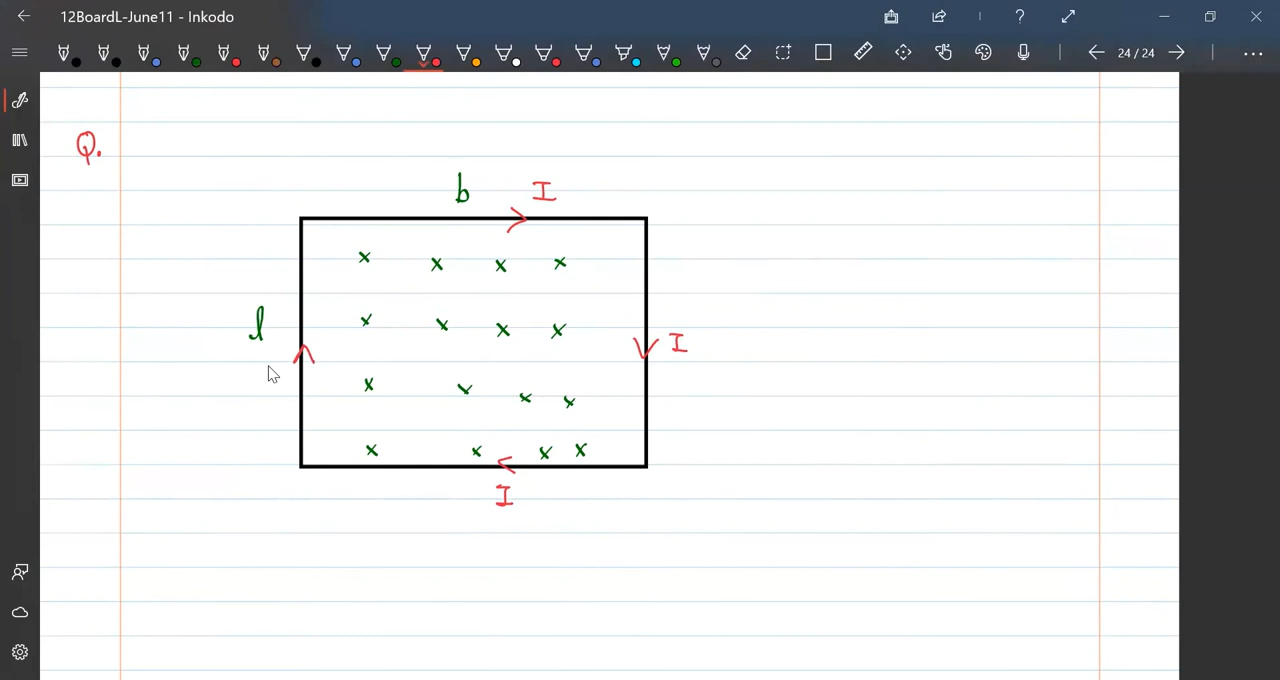 12BoardL-June11 - Inkodo
24 / 24
Q.
b I
l
I
x x x x
x x x x
x x x x
x x x x
I